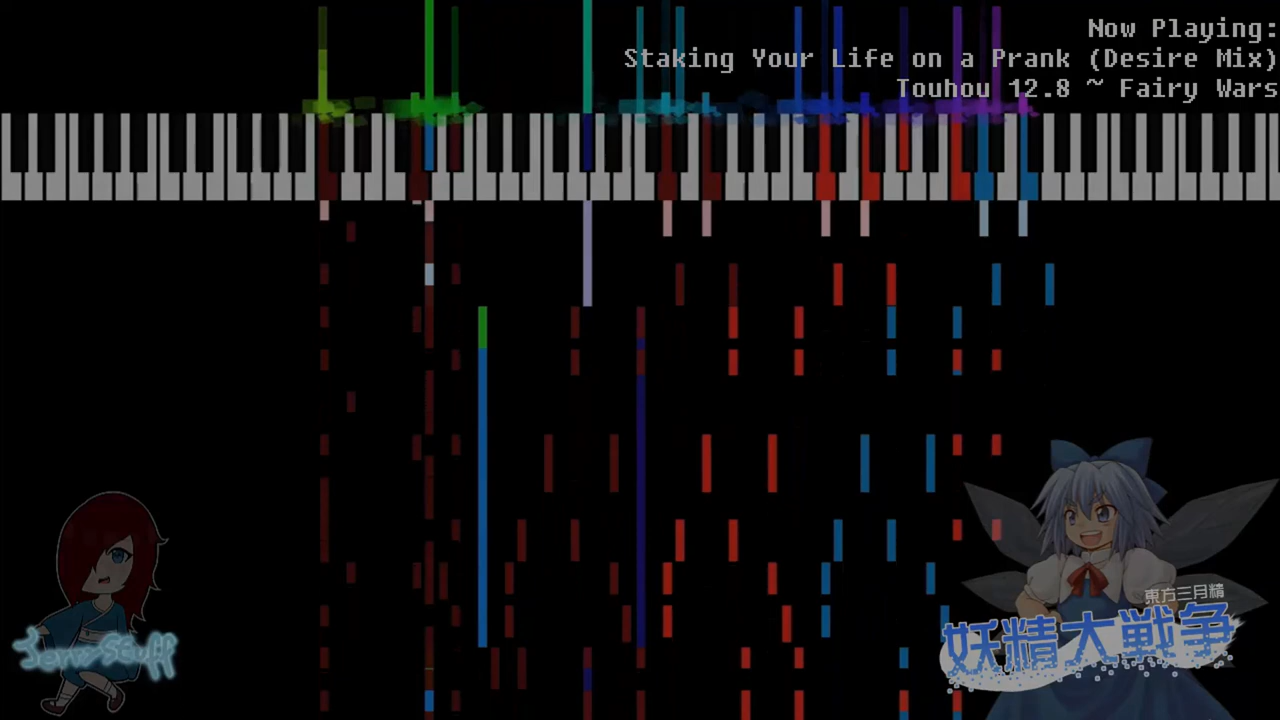 Now Playing:
Staking Your Life on a Prank (Desire Mix)
Touhou 12.8 ~ Fairy Wars
東方三月精
妖精大戦争